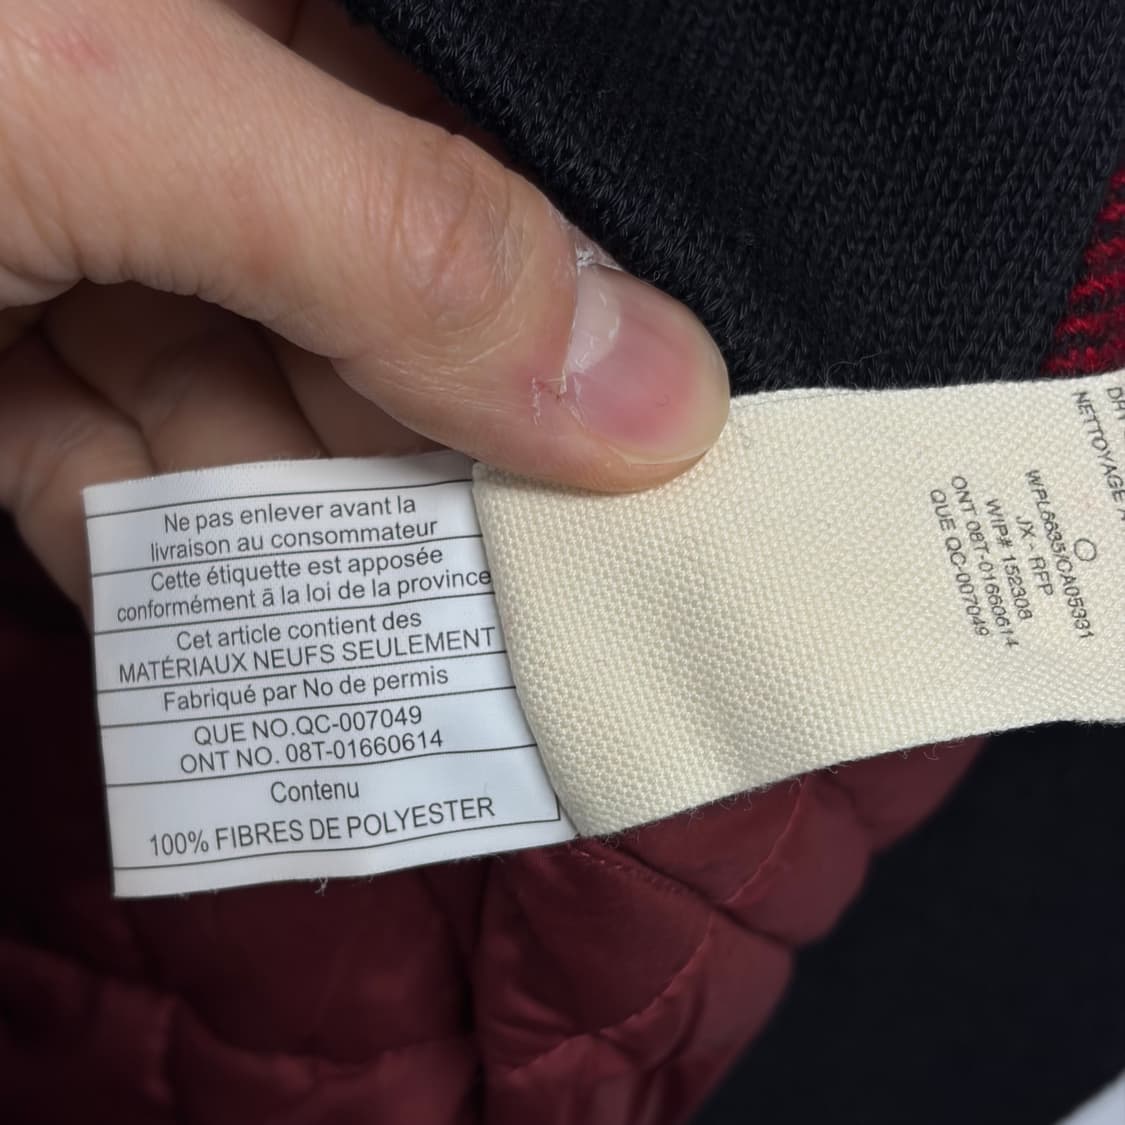 Ne pas enlever avant la
livraison au consommateur
Cette étiquette est apposée
conformément ā la loi de la province
Cet article contient des
MATÉRIAUX NEUFS SEULEMENT
Fabriqué par No de permis
QUE NO.QC-007049
ONT NO. 08T-01660614
Contenu
100% FIBRES DE POLYESTER
NETTOYAGE
WPL6635/CA05331
JX - RFP
WIP# 152308
ONT 08T-01660614
QUE QC-007049